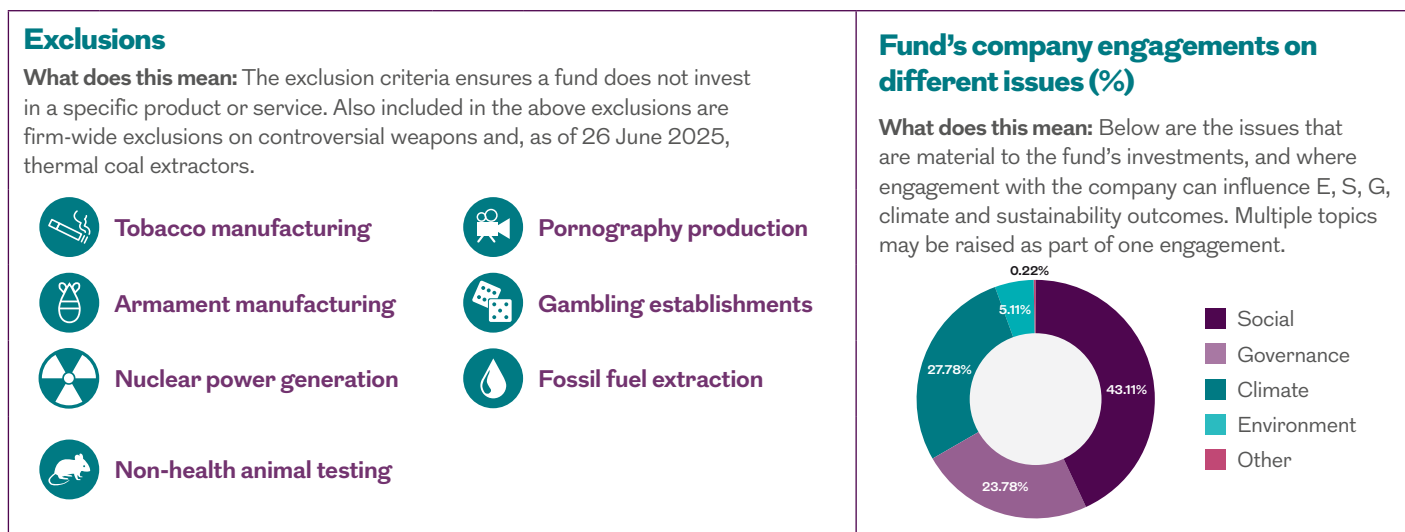 Exclusions
What does this mean: The exclusion criteria ensures a fund does not invest
in a specific product or service. Also included in the above exclusions are
firm-wide exclusions on controversial weapons and, as of 26 June 2025,
thermal coal extractors.
Tobacco manufacturing
Pornography production
Armament manufacturing
Gambling establishments
Nuclear power generation
Fossil fuel extraction
Non-health animal testing
Fund's company engagements on
different issues (%)
What does this mean: Below are the issues that
are material to the fund's investments, and where
engagement with the company can influence E, S, G,
climate and sustainability outcomes. Multiple topics
may be raised as part of one engagement.
0.22%
5.11%
27.78%
43.11%
23.78%
Social
Governance
Climate
Environment
Other